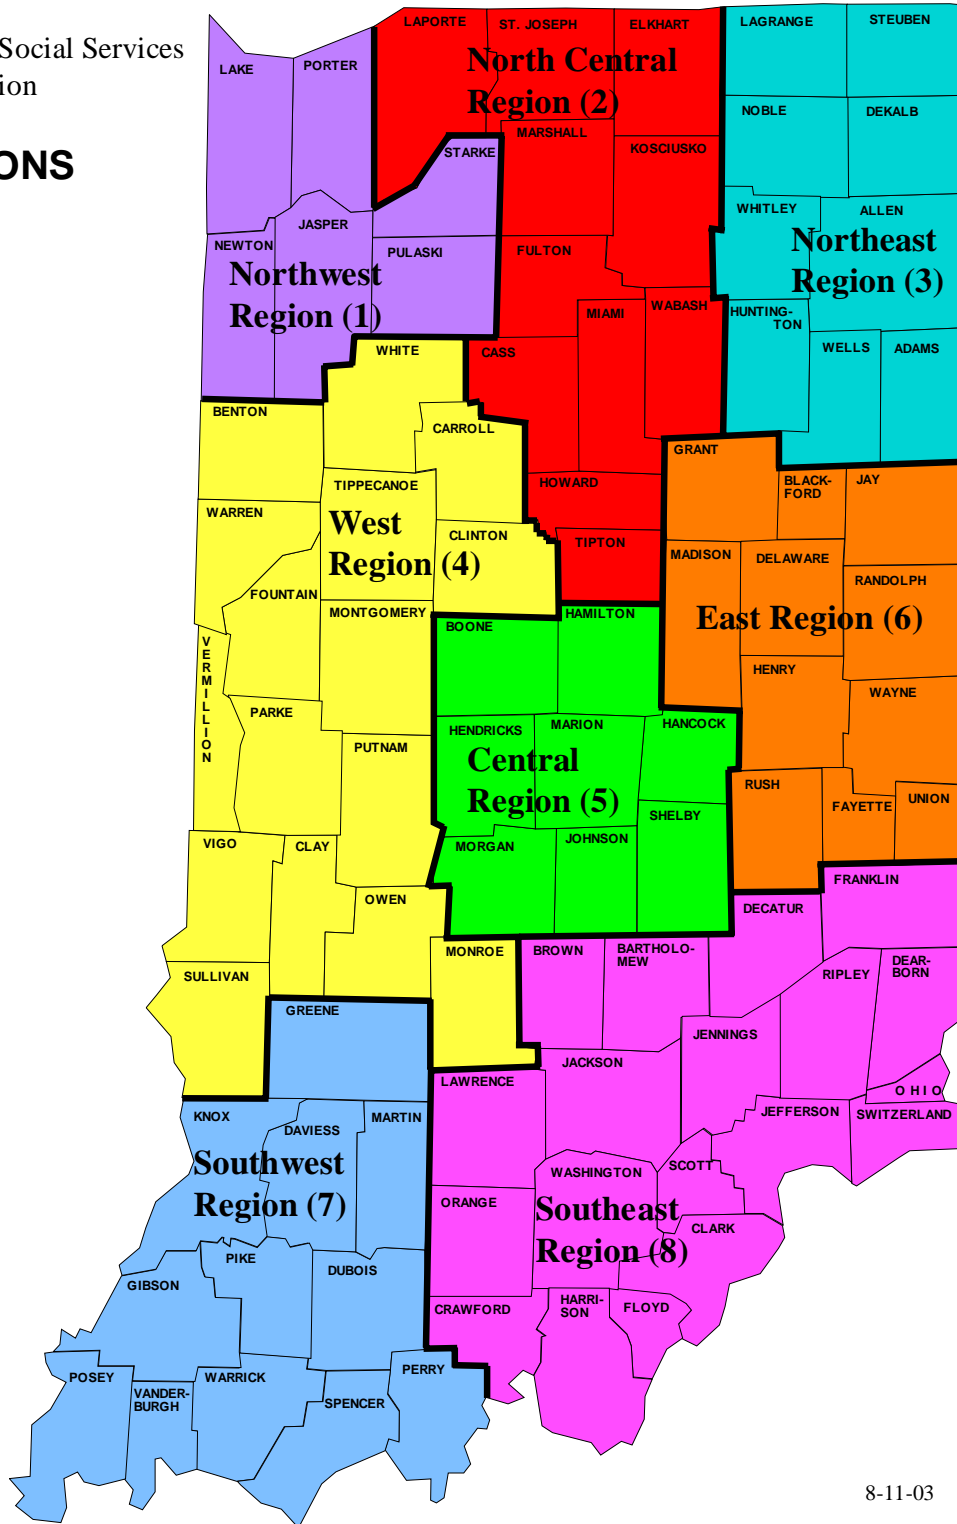 Social Services
ion
ONS
LAPORTE
ST. JOSEPH
ELKHART
LAGRANGE
STEUBEN
LAKE
PORTER
North Central
Region (2)
NOBLE
DEKALB
MARSHALL
STARKE
KOSCIUSKO
WHITLEY
ALLEN
JASPER
NEWTON
PULASKI
FULTON
Northeast
Region (3)
Northwest
Region (1)
MIAMI
WABASH
HUNTING-
TON
WHITE
CASS
WELLS
ADAMS
BENTON
CARROLL
GRANT
TIPPECANOE
HOWARD
BLACK-
FORD
JAY
WARREN
West
Region (4)
CLINTON
TIPTON
MADISON
DELAWARE
RANDOLPH
FOUNTAIN
MONTGOMERY
HAMILTON
BOONE
East Region (6)
VERMILLION
HENRY
WAYNE
PARKE
HENDRICKS
MARION
HANCOCK
PUTNAM
Central
Region (5)
RUSH
FAYETTE
UNION
SHELBY
VIGO
CLAY
MORGAN
JOHNSON
FRANKLIN
OWEN
DECATUR
MONROE
BROWN
BARTHOLO-
MEW
RIPLEY
DEAR-
BORN
SULLIVAN
GREENE
JENNINGS
JACKSON
LAWRENCE
OHIO
KNOX
DAVIESS
MARTIN
JEFFERSON
SWITZERLAND
Southwest
Region (7)
WASHINGTON
SCOTT
ORANGE
Southeast
Region (8)
CLARK
PIKE
DUBOIS
GIBSON
CRAWFORD
HARRI-
SON
FLOYD
POSEY
VANDER-
BURGH
WARRICK
SPENCER
PERRY
8-11-03